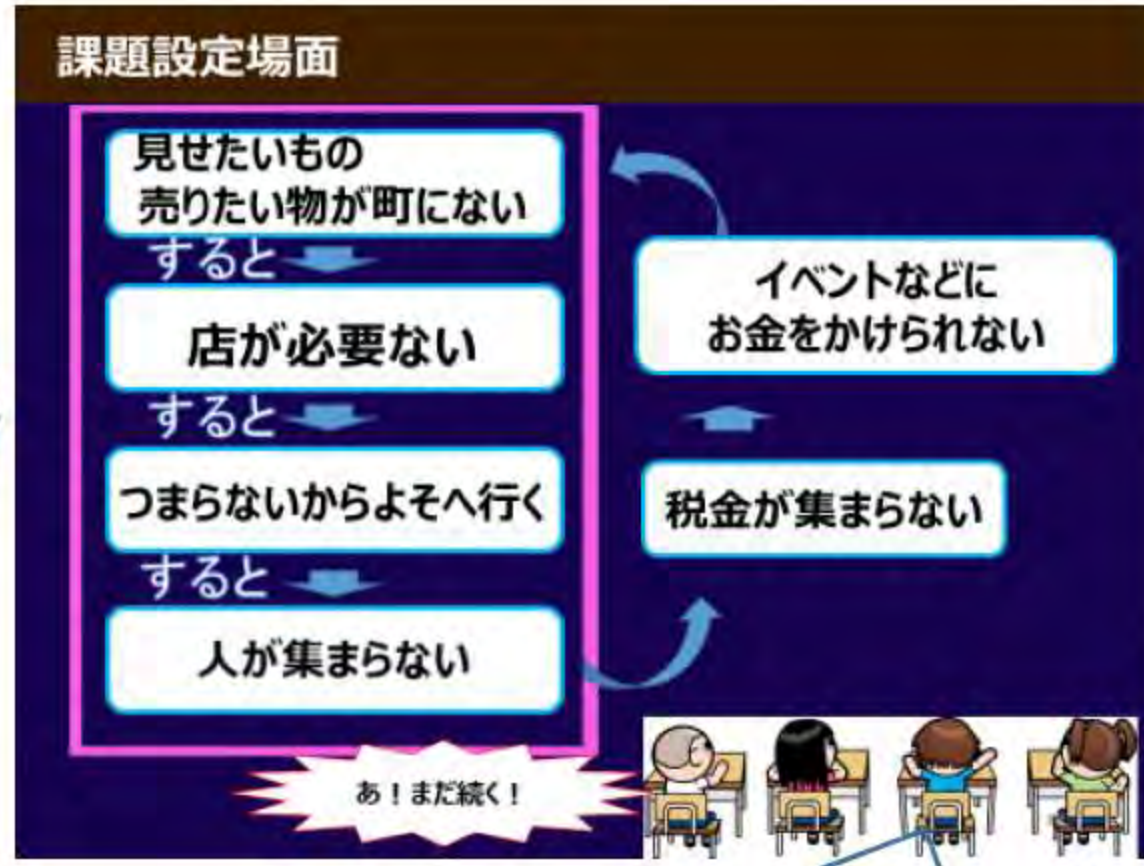 課題設定場面
見せたいもの
売りたい物が町にない
すると
店が必要ない
すると
つまらないからよそへ行く
すると
人が集まらない
税金が集まらない
イベントなどに
お金をかけられない
あ！まだ続く！